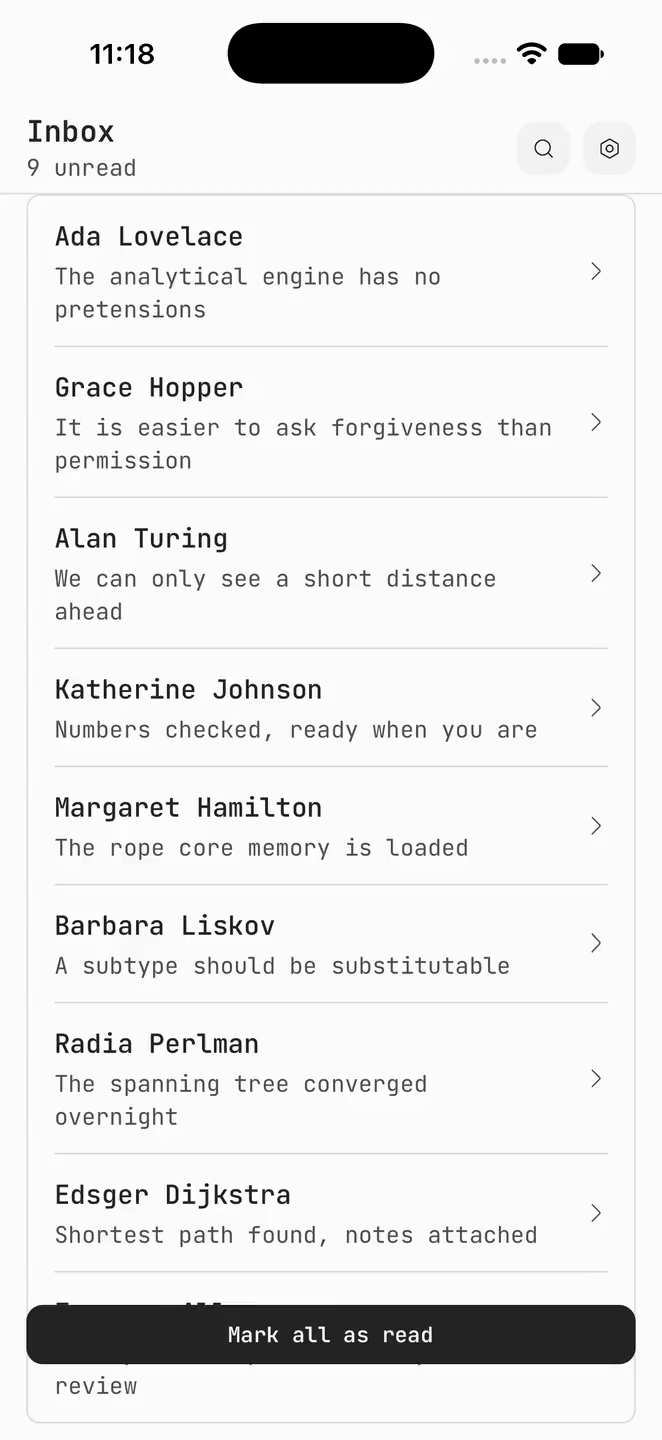 11:18
Inbox
9 unread
Ada Lovelace
The analytical engine has no
pretensions
Grace Hopper
It is easier to ask forgiveness than
permission
Alan Turing
We can only see a short distance
ahead
Katherine Johnson
Numbers checked, ready when you are
Margaret Hamilton
The rope core memory is loaded
Barbara Liskov
A subtype should be substitutable
Radia Perlman
The spanning tree converged
overnight
Edsger Dijkstra
Shortest path found, notes attached
Mark all as read
review